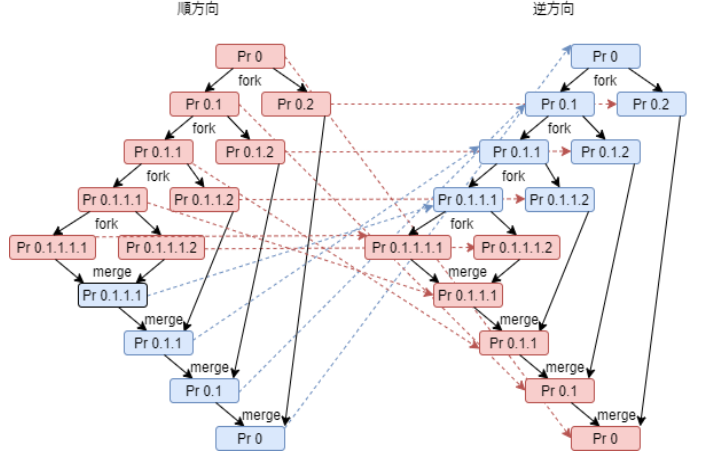 順方向 逆方向
Pr 0 Pr 0
fork fork
Pr 0.1 Pr 0.2 Pr 0.1 Pr 0.2
fork fork
Pr 0.1.1 Pr 0.1.2 Pr 0.1.1 Pr 0.1.2
fork fork
Pr 0.1.1.1 Pr 0.1.1.2 Pr 0.1.1.1 Pr 0.1.1.2
fork fork
Pr 0.1.1.1.1 Pr 0.1.1.1.2 Pr 0.1.1.1.1 Pr 0.1.1.1.2
merge merge
Pr 0.1.1.1 Pr 0.1.1.1
merge merge
Pr 0.1.1 Pr 0.1.1
merge merge
Pr 0.1 Pr 0.1
merge merge
Pr 0 Pr 0